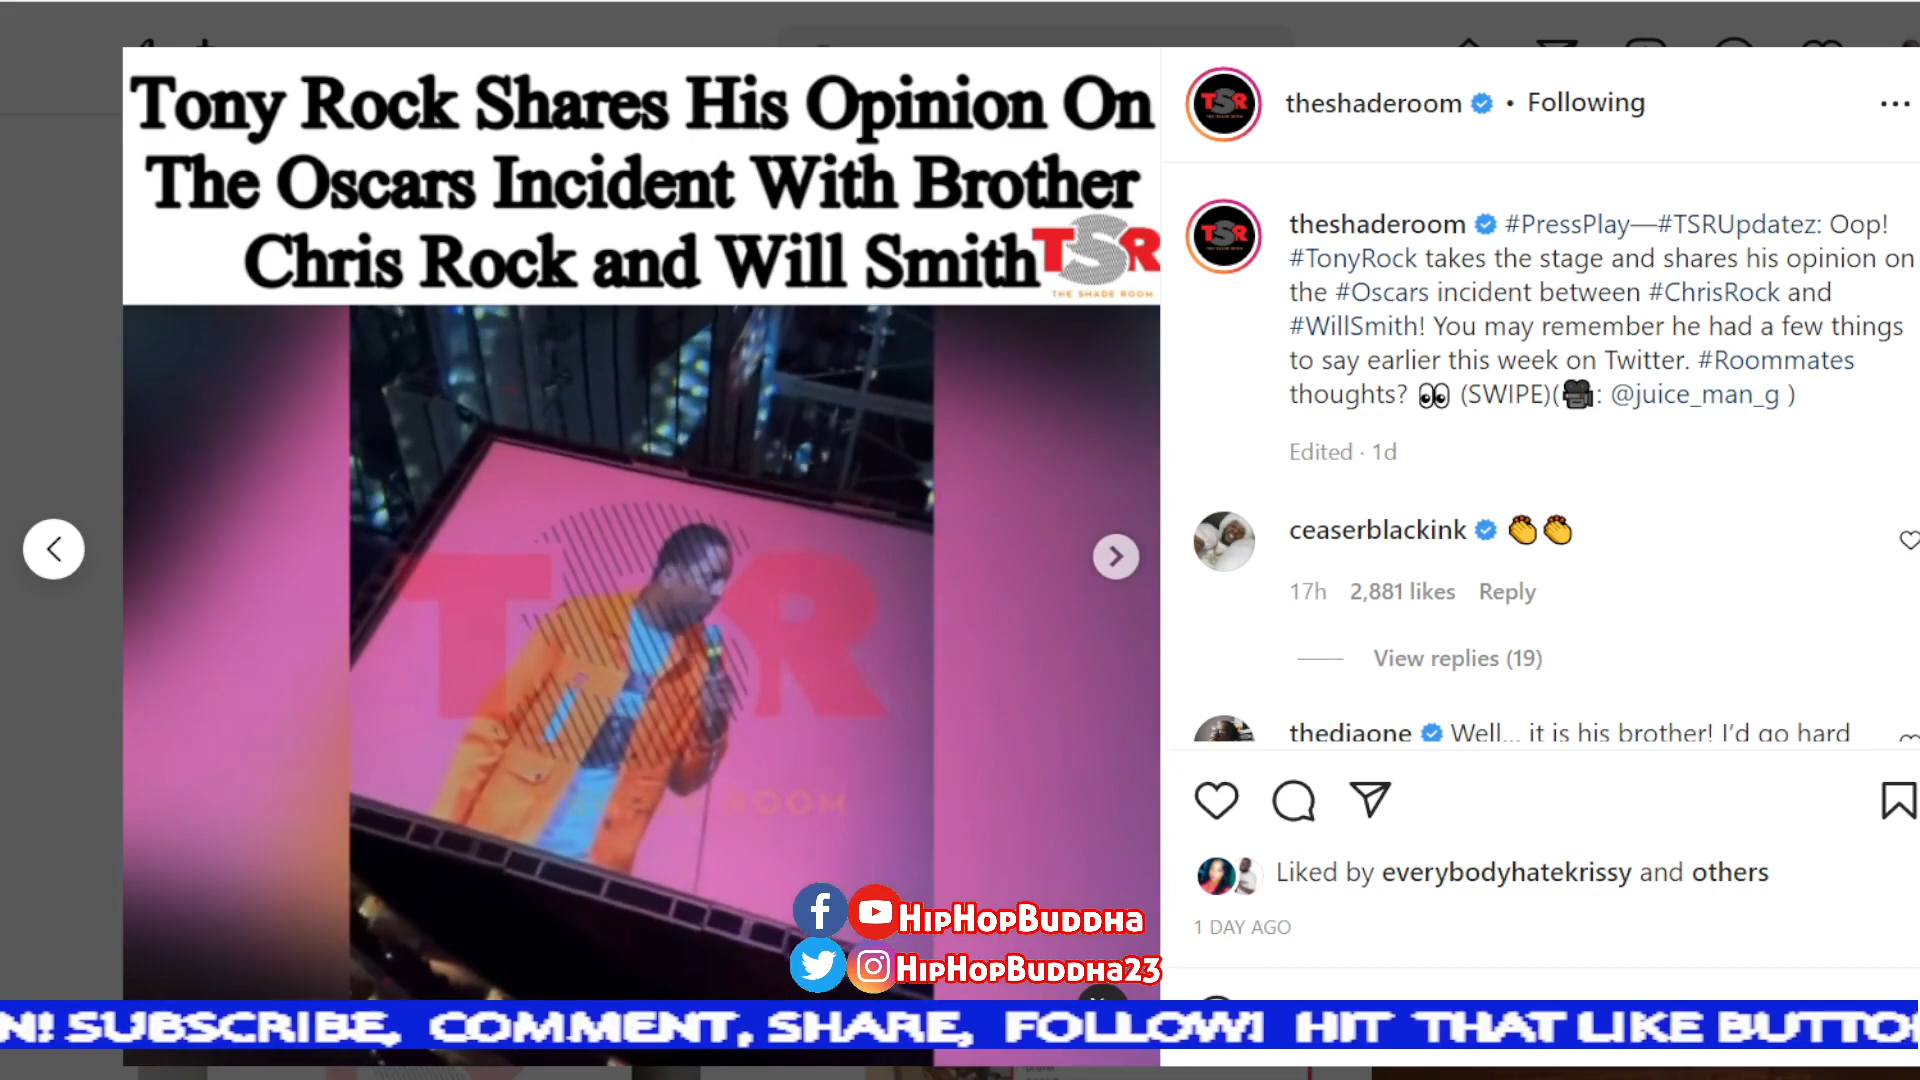 Tony Rock Shares His Opinion On
The Oscars Incident With Brother
Chris Rock and Will Smith
TSR
THE SHADE ROOM
TSR
ROOM
theshaderoom • Following
theshaderoom #PressPlay—#TSRUpdatez: Oop!
#TonyRock takes the stage and shares his opinion on
the #Oscars incident between #ChrisRock and
#WillSmith! You may remember he had a few things
to say earlier this week on Twitter. #Roommates
thoughts? 👀 (SWIPE)(🎥: @juice_man_g )
Edited · 1d
ceaserblackink 👏👏
17h 2,881 likes Reply
View replies (19)
thediaone Well... it is his brother! I'd go hard
Liked by everybodyhatekrissy and others
1 DAY AGO
HipHopBuddha
HipHopBuddha23
N! SUBSCRIBE, COMMENT, SHARE, FOLLOW! HIT THAT LIKE BUTTO